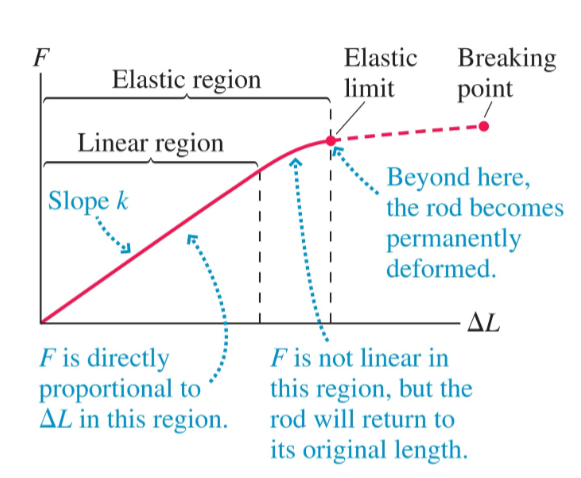 F
Elastic region
Elastic
limit
Breaking
point
Linear region
Slope k
Beyond here,
the rod becomes
permanently
deformed.
ΔL
F is directly
proportional to
ΔL in this region.
F is not linear in
this region, but the
rod will return to
its original length.